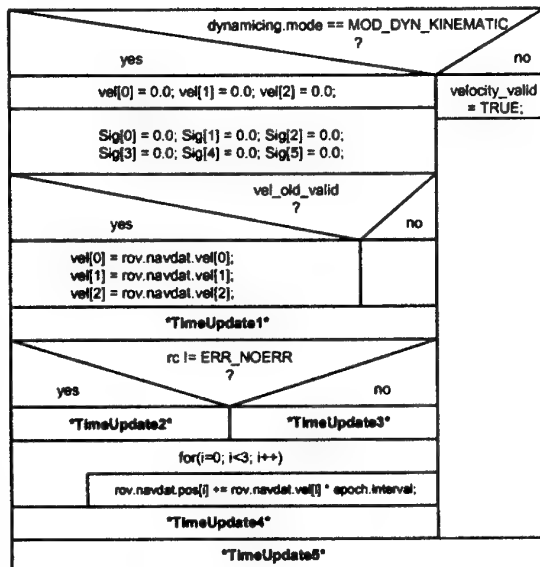 dynamicing.mode == MOD_DYN_KINEMATIC
?
yes
no
vel[0] = 0.0; vel[1] = 0.0; vel[2] = 0.0;
velocity_valid
= TRUE;
Sig[0] = 0.0; Sig[1] = 0.0; Sig[2] = 0.0;
Sig[3] = 0.0; Sig[4] = 0.0; Sig[5] = 0.0;
vel_old_valid
?
yes
no
vel[0] = rov.navdat.vel[0];
vel[1] = rov.navdat.vel[1];
vel[2] = rov.navdat.vel[2];
"TimeUpdate1"
rc != ERR_NOERR
?
yes
no
"TimeUpdate2"
"TimeUpdate3"
for(i=0; i<3; i++)
rov.navdat.pos[i] += rov.navdat.vel[i] * epoch.interval;
"TimeUpdate4"
"TimeUpdate5"